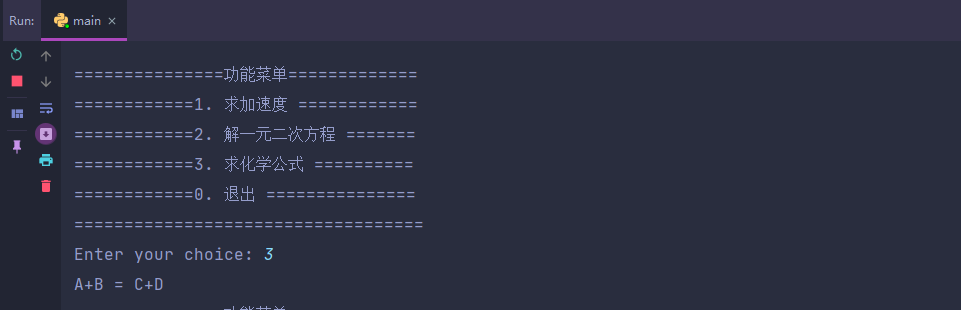 Run: main ×
===============功能菜单=============
============1. 求加速度 ============
============2. 解一元二次方程 =======
============3. 求化学公式 ==========
============0. 退出 ===============
===================================
Enter your choice: 3
A+B = C+D